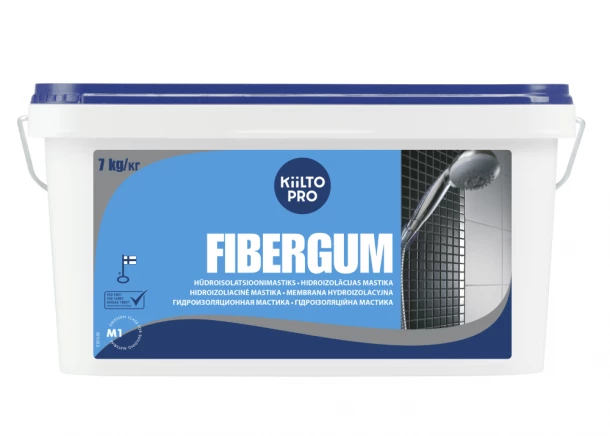 7 kg/кг
KiiLTO
PRO
FIBERGUM
HÜDROISOLATSIOONIMASTIKS • HIDROIZOLĀCIJAS MASTIKA
HIDROIZOLIACINĖ MASTIKA • MEMBRANA HYDROIZOLACYJNA
ГИДРОИЗОЛЯЦИОННАЯ МАСТИКА • ГІДРОІЗОЛЯЦІЙНА МАСТИКА
M1